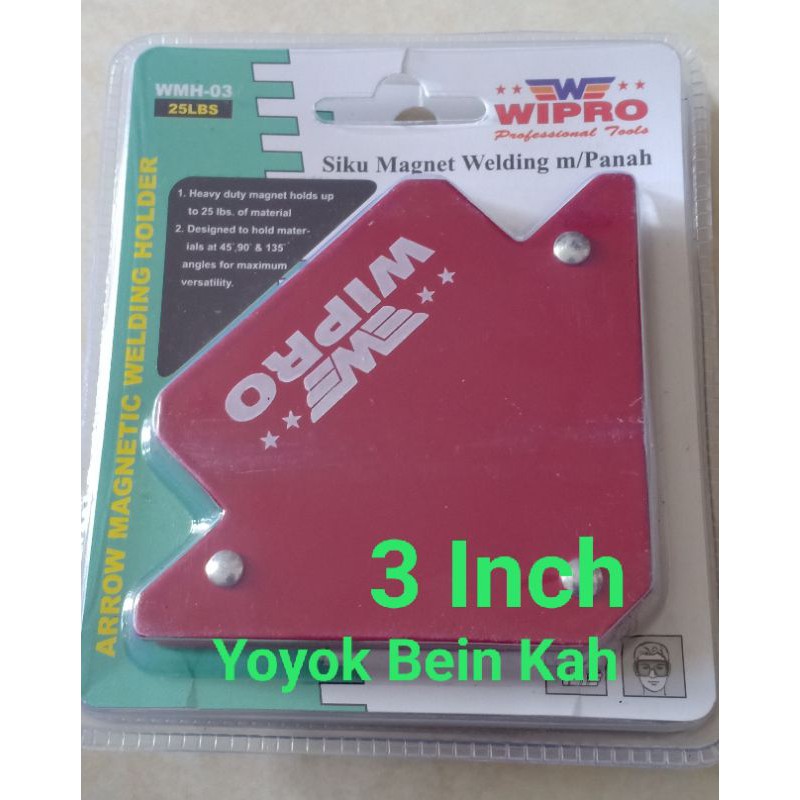 WMH-03
25LBS
WIPRO
Professional Tools
Siku Magnet Welding m/Panah
1. Heavy duty magnet holds up
to 25 lbs. of material
2. Designed to hold mater-
ials at 45°,90° & 135°
angles for maximum
versatility.
ARROW MAGNETIC WELDING HOLDER
WIPRO
3 Inch
Yoyok Bein Kah